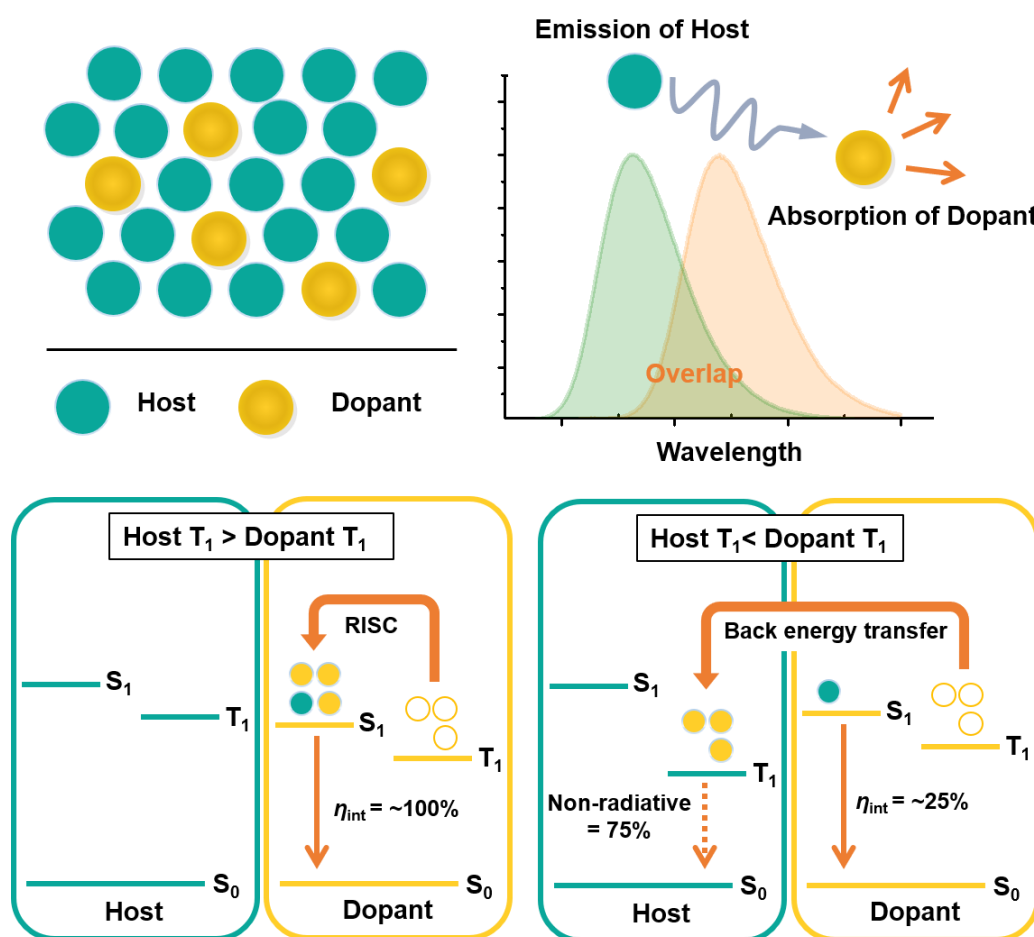 Emission of Host
Absorption of Dopant
Overlap
Wavelength
Host
Dopant
Host T₁ > Dopant T₁
RISC
S₁
T₁
S₁
T₁
η_int = ~100%
S₀
S₀
Host
Dopant
Host T₁< Dopant T₁
Back energy transfer
S₁
S₁
T₁
T₁
Non-radiative
= 75%
η_int = ~25%
S₀
S₀
Host
Dopant